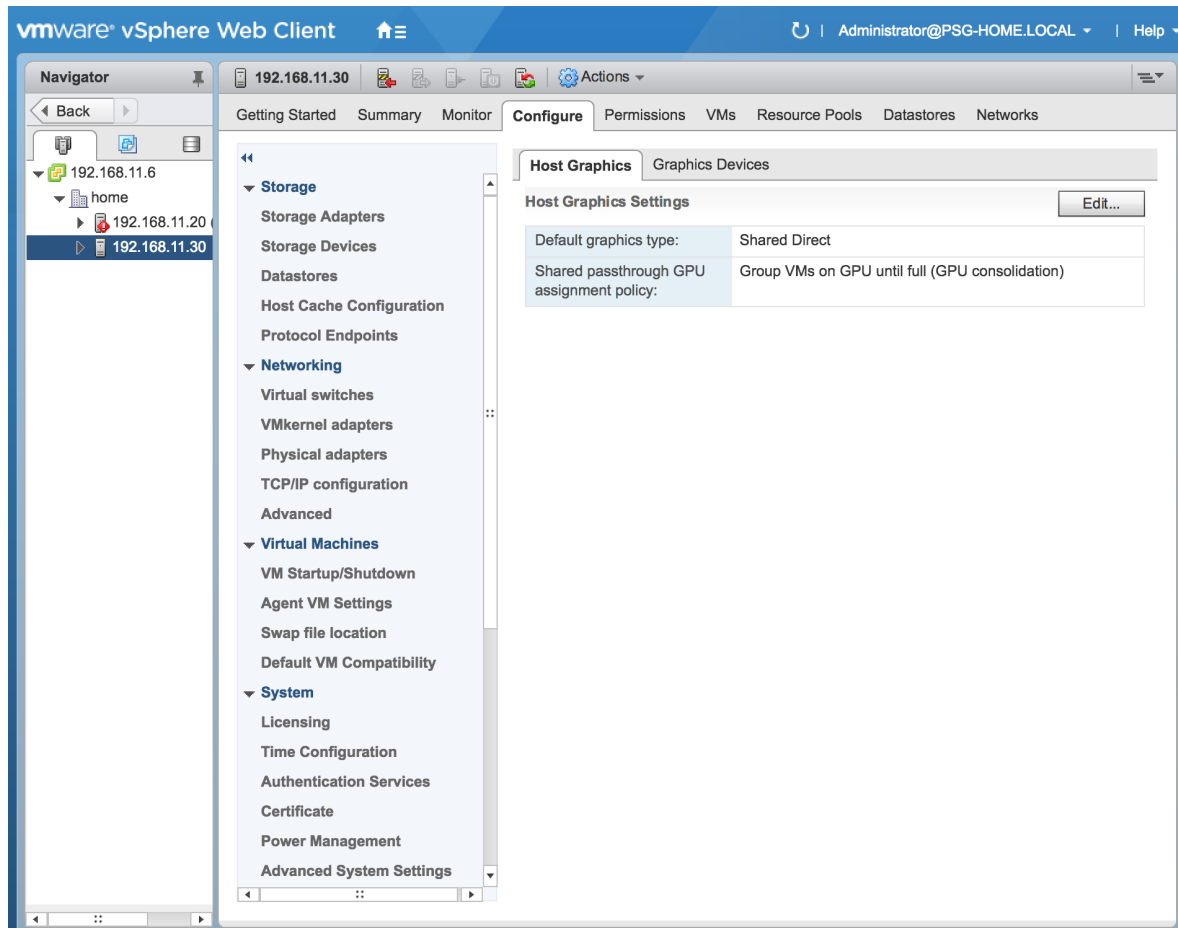 vmware® vSphere Web Client
Administrator@PSG-HOME.LOCAL
Help
Navigator
Back
192.168.11.6
home
192.168.11.20 (
192.168.11.30
192.168.11.30
Actions
Getting Started Summary Monitor Configure Permissions VMs Resource Pools Datastores Networks
Storage
Storage Adapters
Storage Devices
Datastores
Host Cache Configuration
Protocol Endpoints
Networking
Virtual switches
VMkernel adapters
Physical adapters
TCP/IP configuration
Advanced
Virtual Machines
VM Startup/Shutdown
Agent VM Settings
Swap file location
Default VM Compatibility
System
Licensing
Time Configuration
Authentication Services
Certificate
Power Management
Advanced System Settings
Host Graphics Graphics Devices
Host Graphics Settings
Edit...
Default graphics type: Shared Direct
Shared passthrough GPU Group VMs on GPU until full (GPU consolidation)
assignment policy: